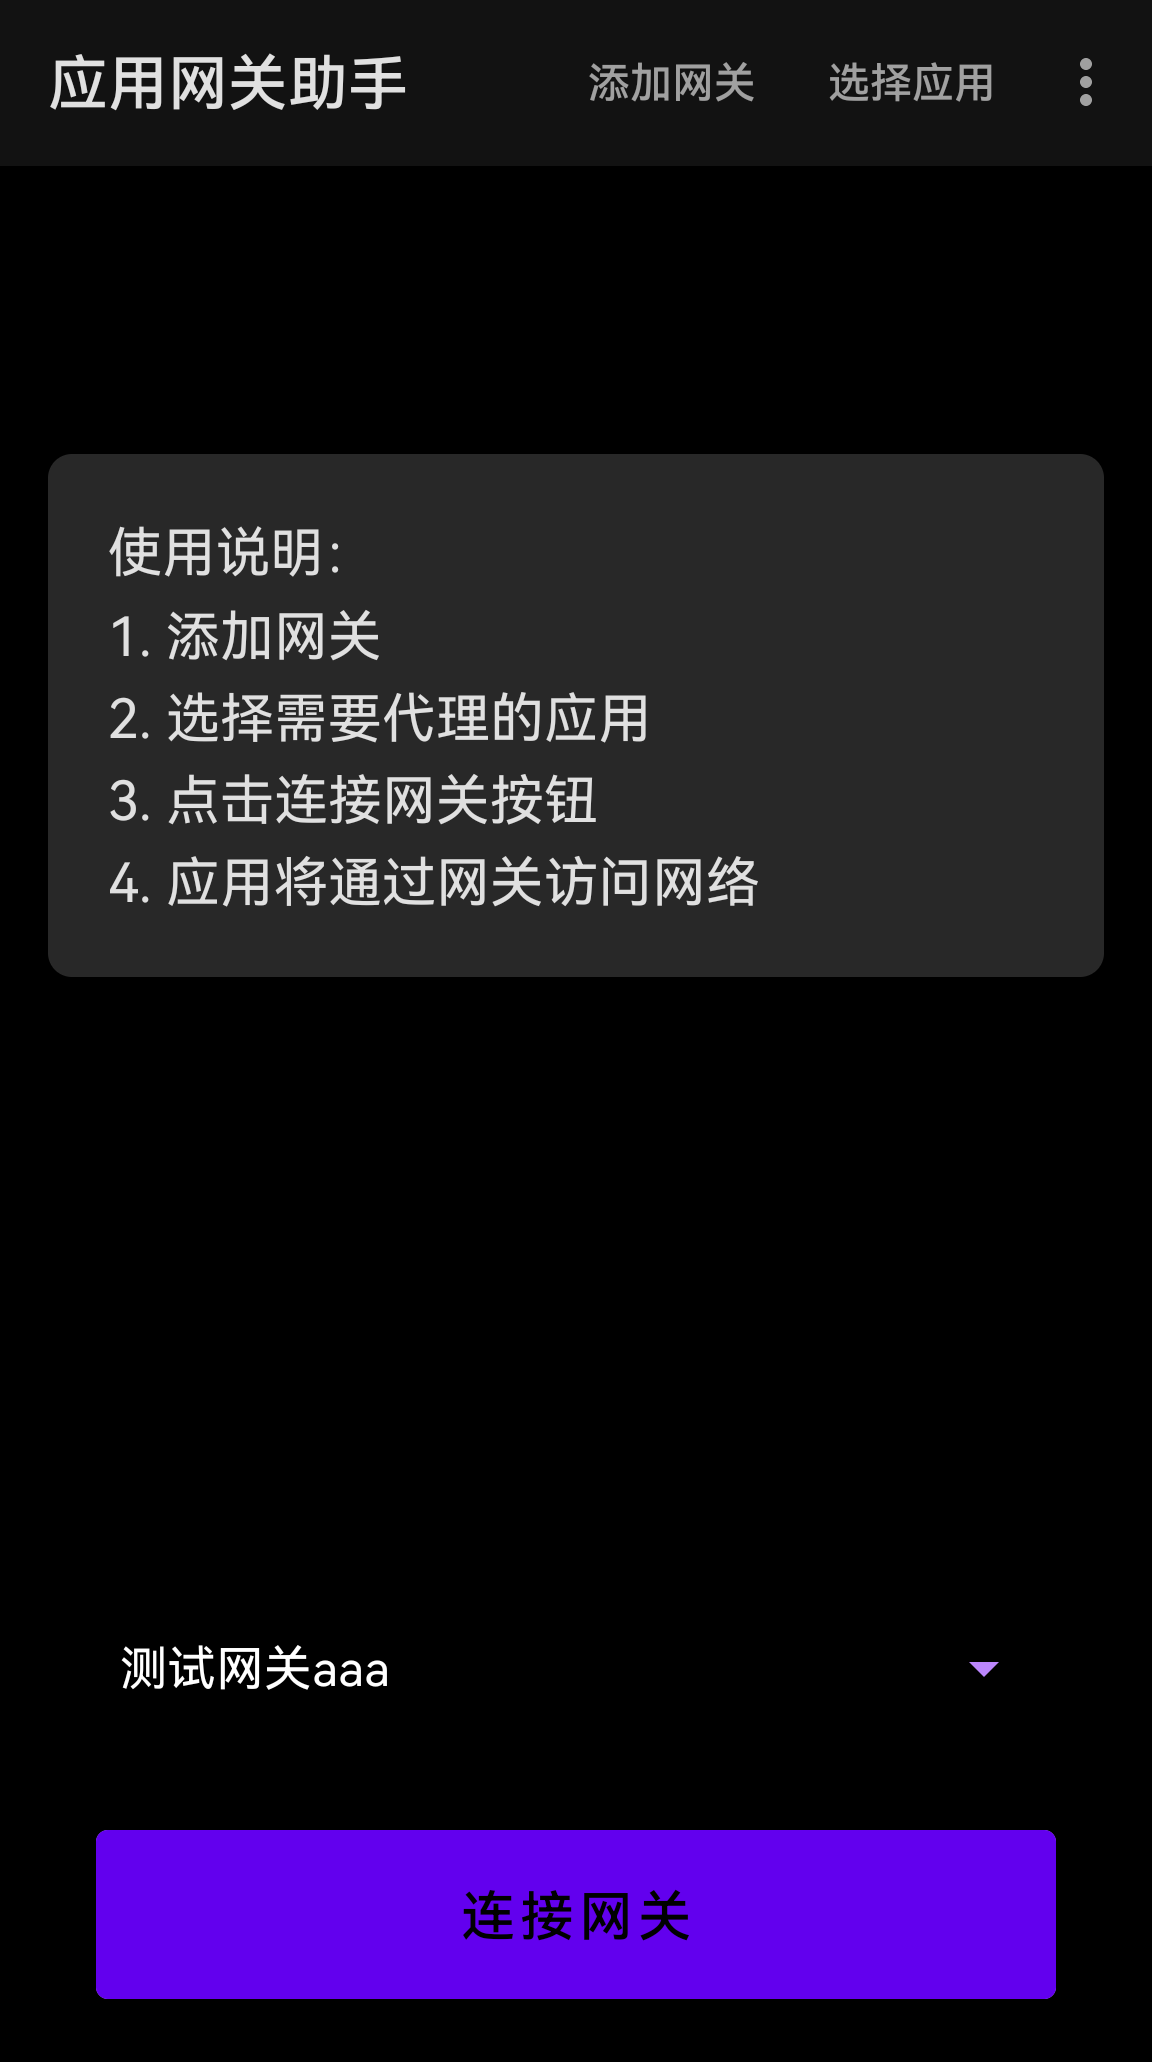 应用网关助手 添加网关 选择应用
使用说明:
1. 添加网关
2. 选择需要代理的应用
3. 点击连接网关按钮
4. 应用将通过网关访问网络
测试网关aaa
连接网关